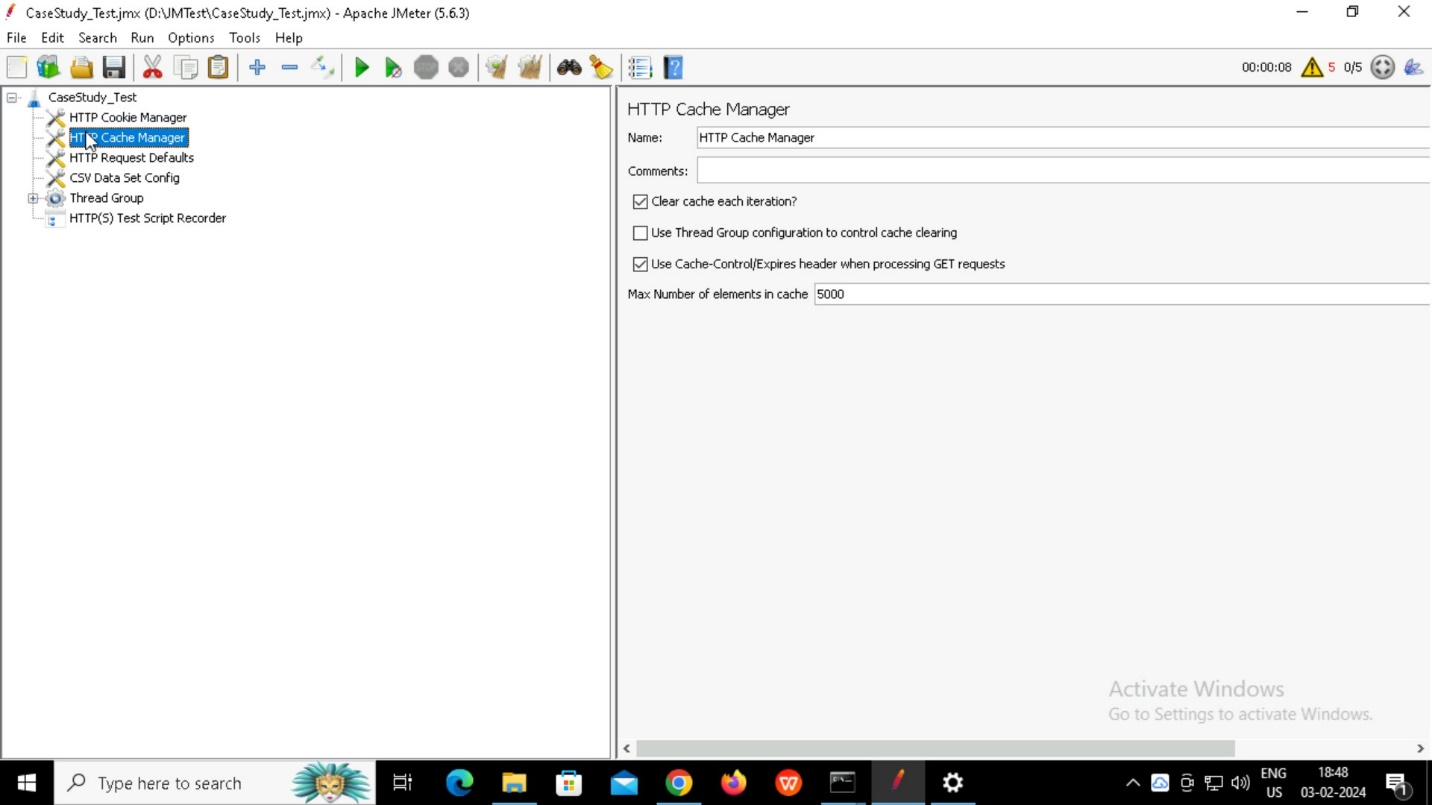 CaseStudy_Test.jmx (D:\JMTest\CaseStudy_Test.jmx) - Apache JMeter (5.6.3)
File Edit Search Run Options Tools Help
00:00:08 5 0/5
CaseStudy_Test
HTTP Cookie Manager
HTTP Cache Manager
HTTP Request Defaults
CSV Data Set Config
Thread Group
HTTP(S) Test Script Recorder
HTTP Cache Manager
Name: HTTP Cache Manager
Comments:
Clear cache each iteration?
Use Thread Group configuration to control cache clearing
Use Cache-Control/Expires header when processing GET requests
Max Number of elements in cache 5000
Activate Windows
Go to Settings to activate Windows.
Type here to search
ENG
US
18:48
03-02-2024
1